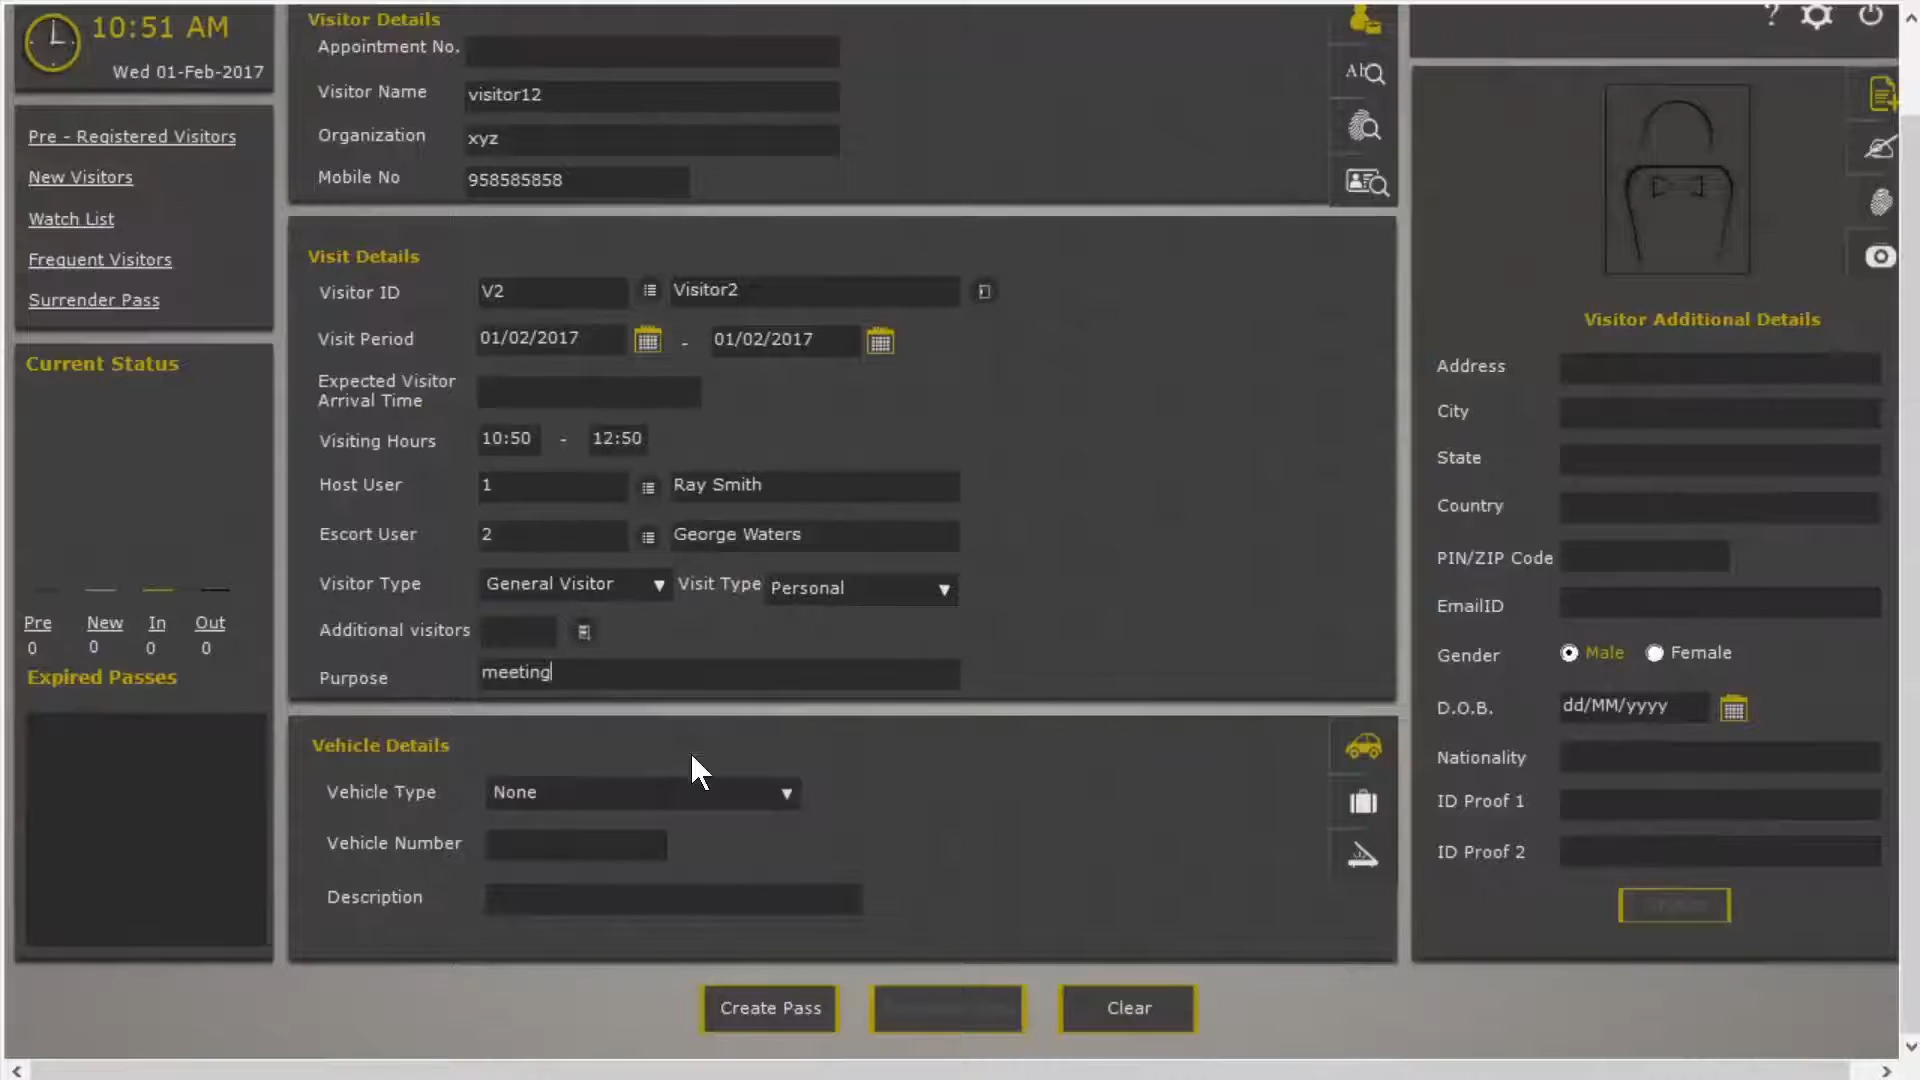 10:51 AM
Wed 01-Feb-2017
Pre - Registered Visitors
New Visitors
Watch List
Frequent Visitors
Surrender Pass
Current Status
Pre New In Out
0 0 0 0
Expired Passes
Visitor Details
Appointment No.
Visitor Name visitor12
Organization xyz
Mobile No 958585858
Visit Details
Visitor ID V2 Visitor2
Visit Period 01/02/2017 - 01/02/2017
Expected Visitor
Arrival Time
Visiting Hours 10:50 - 12:50
Host User 1 Ray Smith
Escort User 2 George Waters
Visitor Type General Visitor Visit Type Personal
Additional visitors
Purpose meeting
Vehicle Details
Vehicle Type None
Vehicle Number
Description
Create Pass Clear
?
Visitor Additional Details
Address
City
State
Country
PIN/ZIP Code
EmailID
Gender Male Female
D.O.B. dd/MM/yyyy
Nationality
ID Proof 1
ID Proof 2